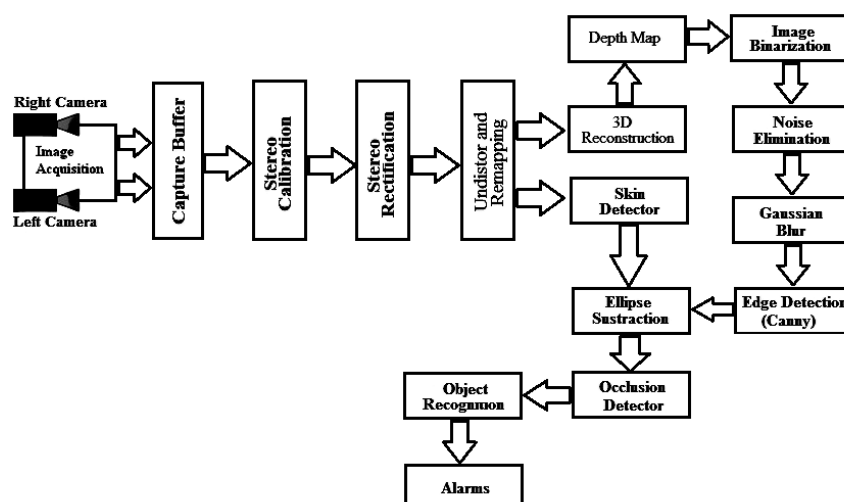 Right Camera
Image
Acquisition
Left Camera
Capture Buffer
Stereo
Calibration
Stereo
Rectification
Undistor and
Remapping
3D
Reconstruction
Depth Map
Image
Binarization
Noise
Elimination
Gaussian
Blur
Edge Detection
(Canny)
Skin
Detector
Ellipse
Sustraction
Occlusion
Detector
Object
Recognition
Alarms